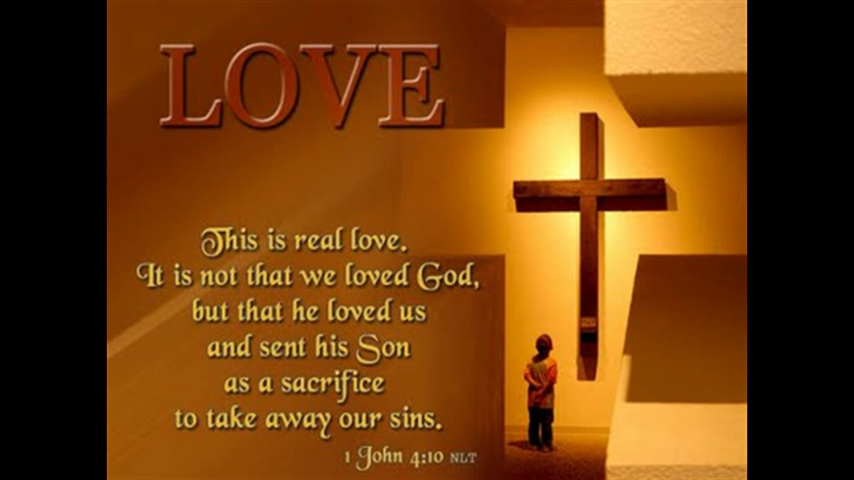 LOVE
This is real love.
It is not that we loved God,
but that he loved us
and sent his Son
as a sacrifice
to take away our sins.
1 John 4:10 NLT